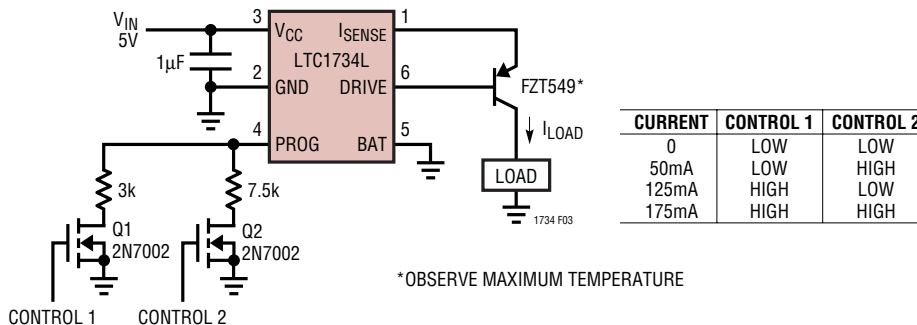 VIN
5V
1µF
3
VCC
ISENSE
1
LTC1734L
2
GND
DRIVE
6
FZT549*
4
PROG
BAT
5
ILOAD
LOAD
1734 F03
3k
7.5k
Q1
2N7002
Q2
2N7002
CONTROL 1
CONTROL 2
*OBSERVE MAXIMUM TEMPERATURE
CURRENT CONTROL 1 CONTROL 2
0 LOW LOW
50mA LOW HIGH
125mA HIGH LOW
175mA HIGH HIGH